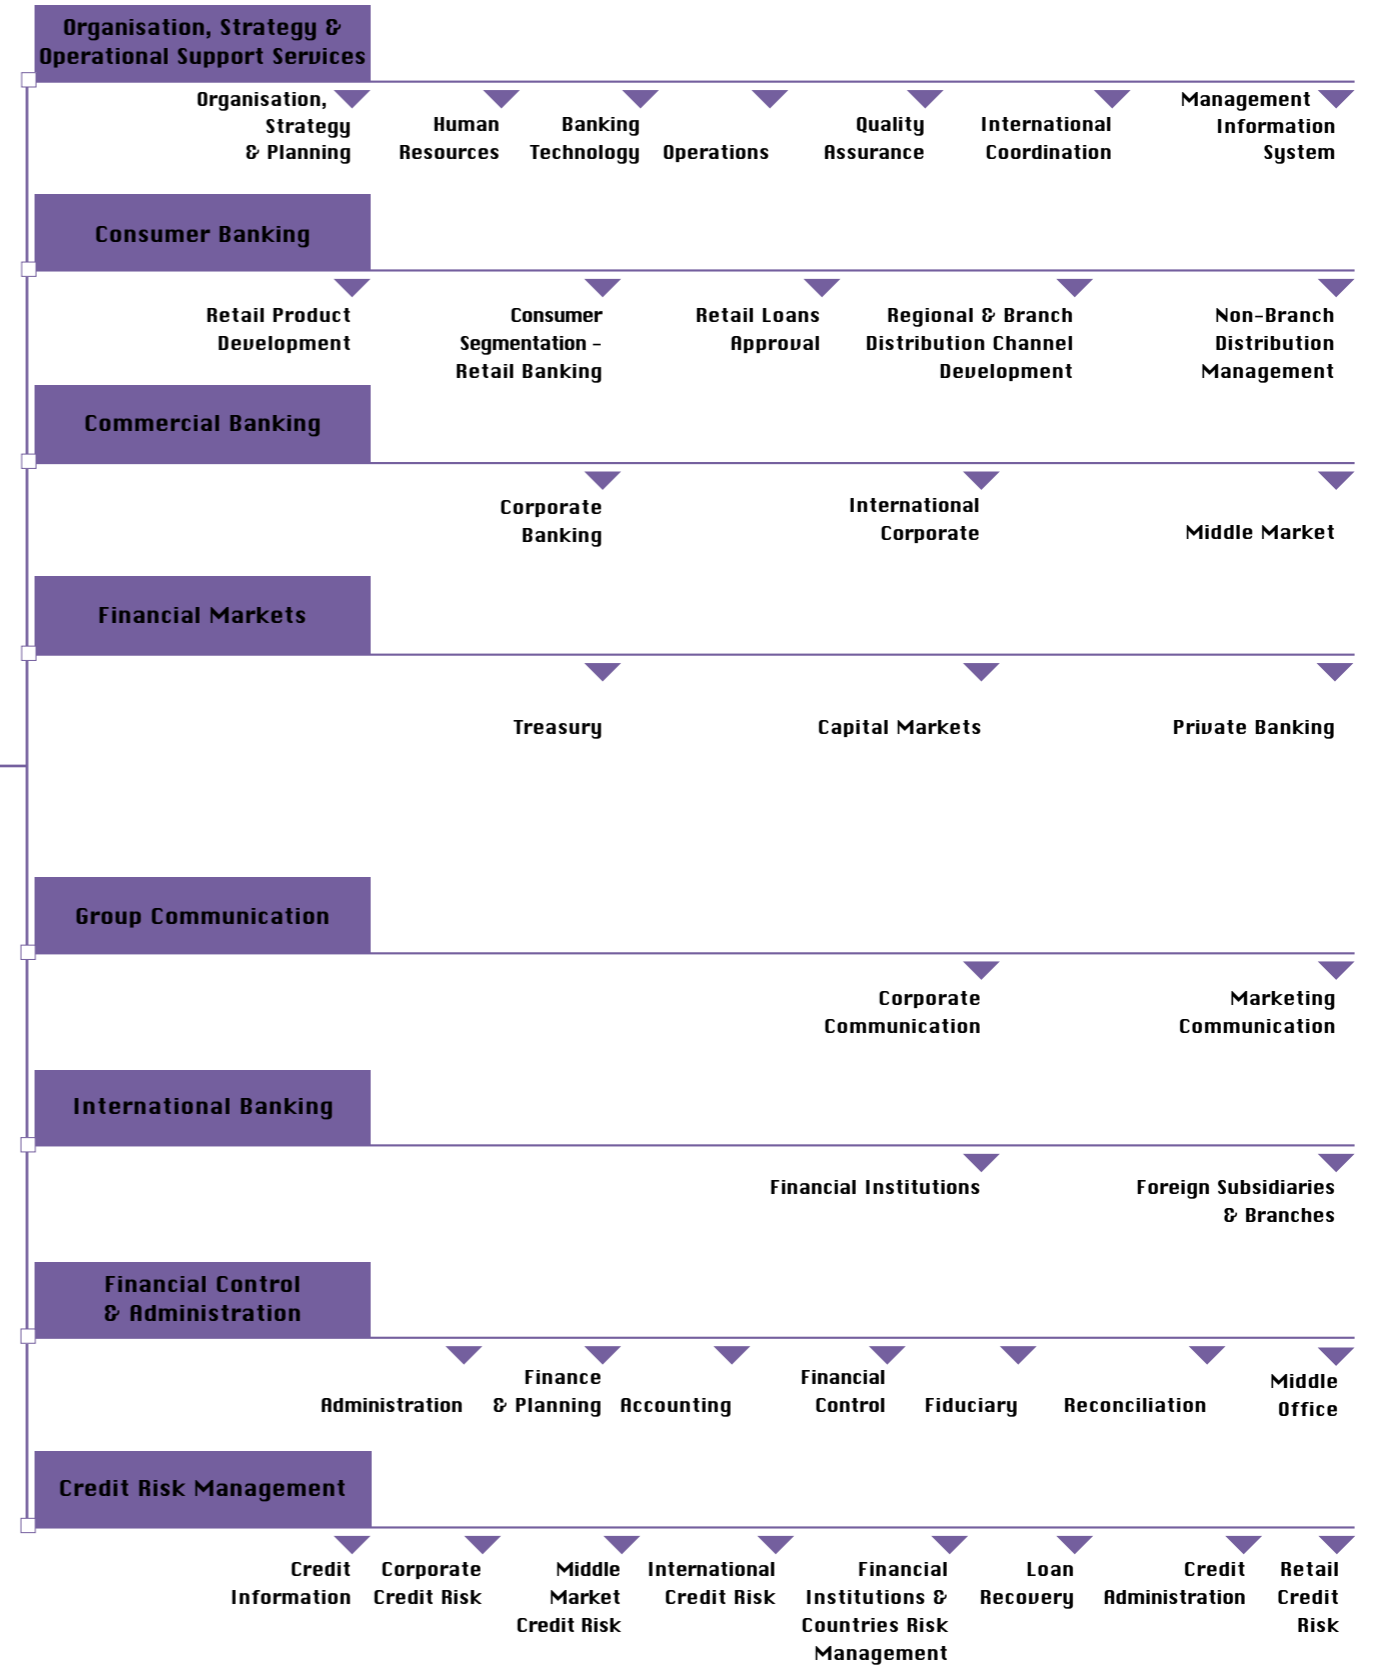 Organisation, Strategy &
Operational Support Services
Organisation,
Strategy
& Planning
Human
Resources
Banking
Technology
Operations
Quality
Assurance
International
Coordination
Management
Information
System
Consumer Banking
Retail Product
Development
Consumer
Segmentation -
Retail Banking
Retail Loans
Approval
Regional & Branch
Distribution Channel
Development
Non-Branch
Distribution
Management
Commercial Banking
Corporate
Banking
International
Corporate
Middle Market
Financial Markets
Treasury
Capital Markets
Private Banking
Group Communication
Corporate
Communication
Marketing
Communication
International Banking
Financial Institutions
Foreign Subsidiaries
& Branches
Financial Control
& Administration
Administration
Finance
& Planning
Accounting
Financial
Control
Fiduciary
Reconciliation
Middle
Office
Credit Risk Management
Credit
Information
Corporate
Credit Risk
Middle
Market
Credit Risk
International
Credit Risk
Financial
Institutions &
Countries Risk
Management
Loan
Recovery
Credit
Administration
Retail
Credit
Risk